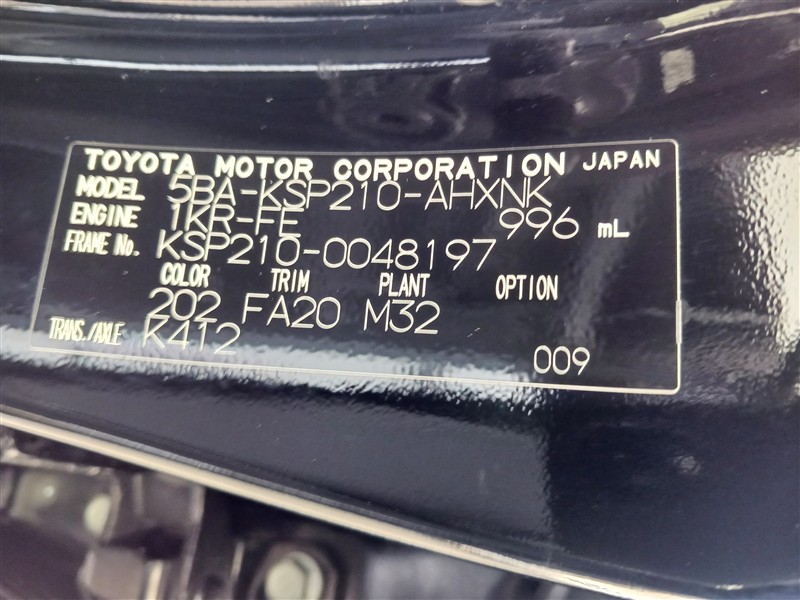 TOYOTA MOTOR CORPORATION JAPAN
MODEL 5BA-KSP210-AHXNK
ENGINE 1KR-FE 996 mL
FRAME No. KSP210-0048197
COLOR TRIM PLANT OPTION
202 FA20 M32
TRANS./AXLE K412
009